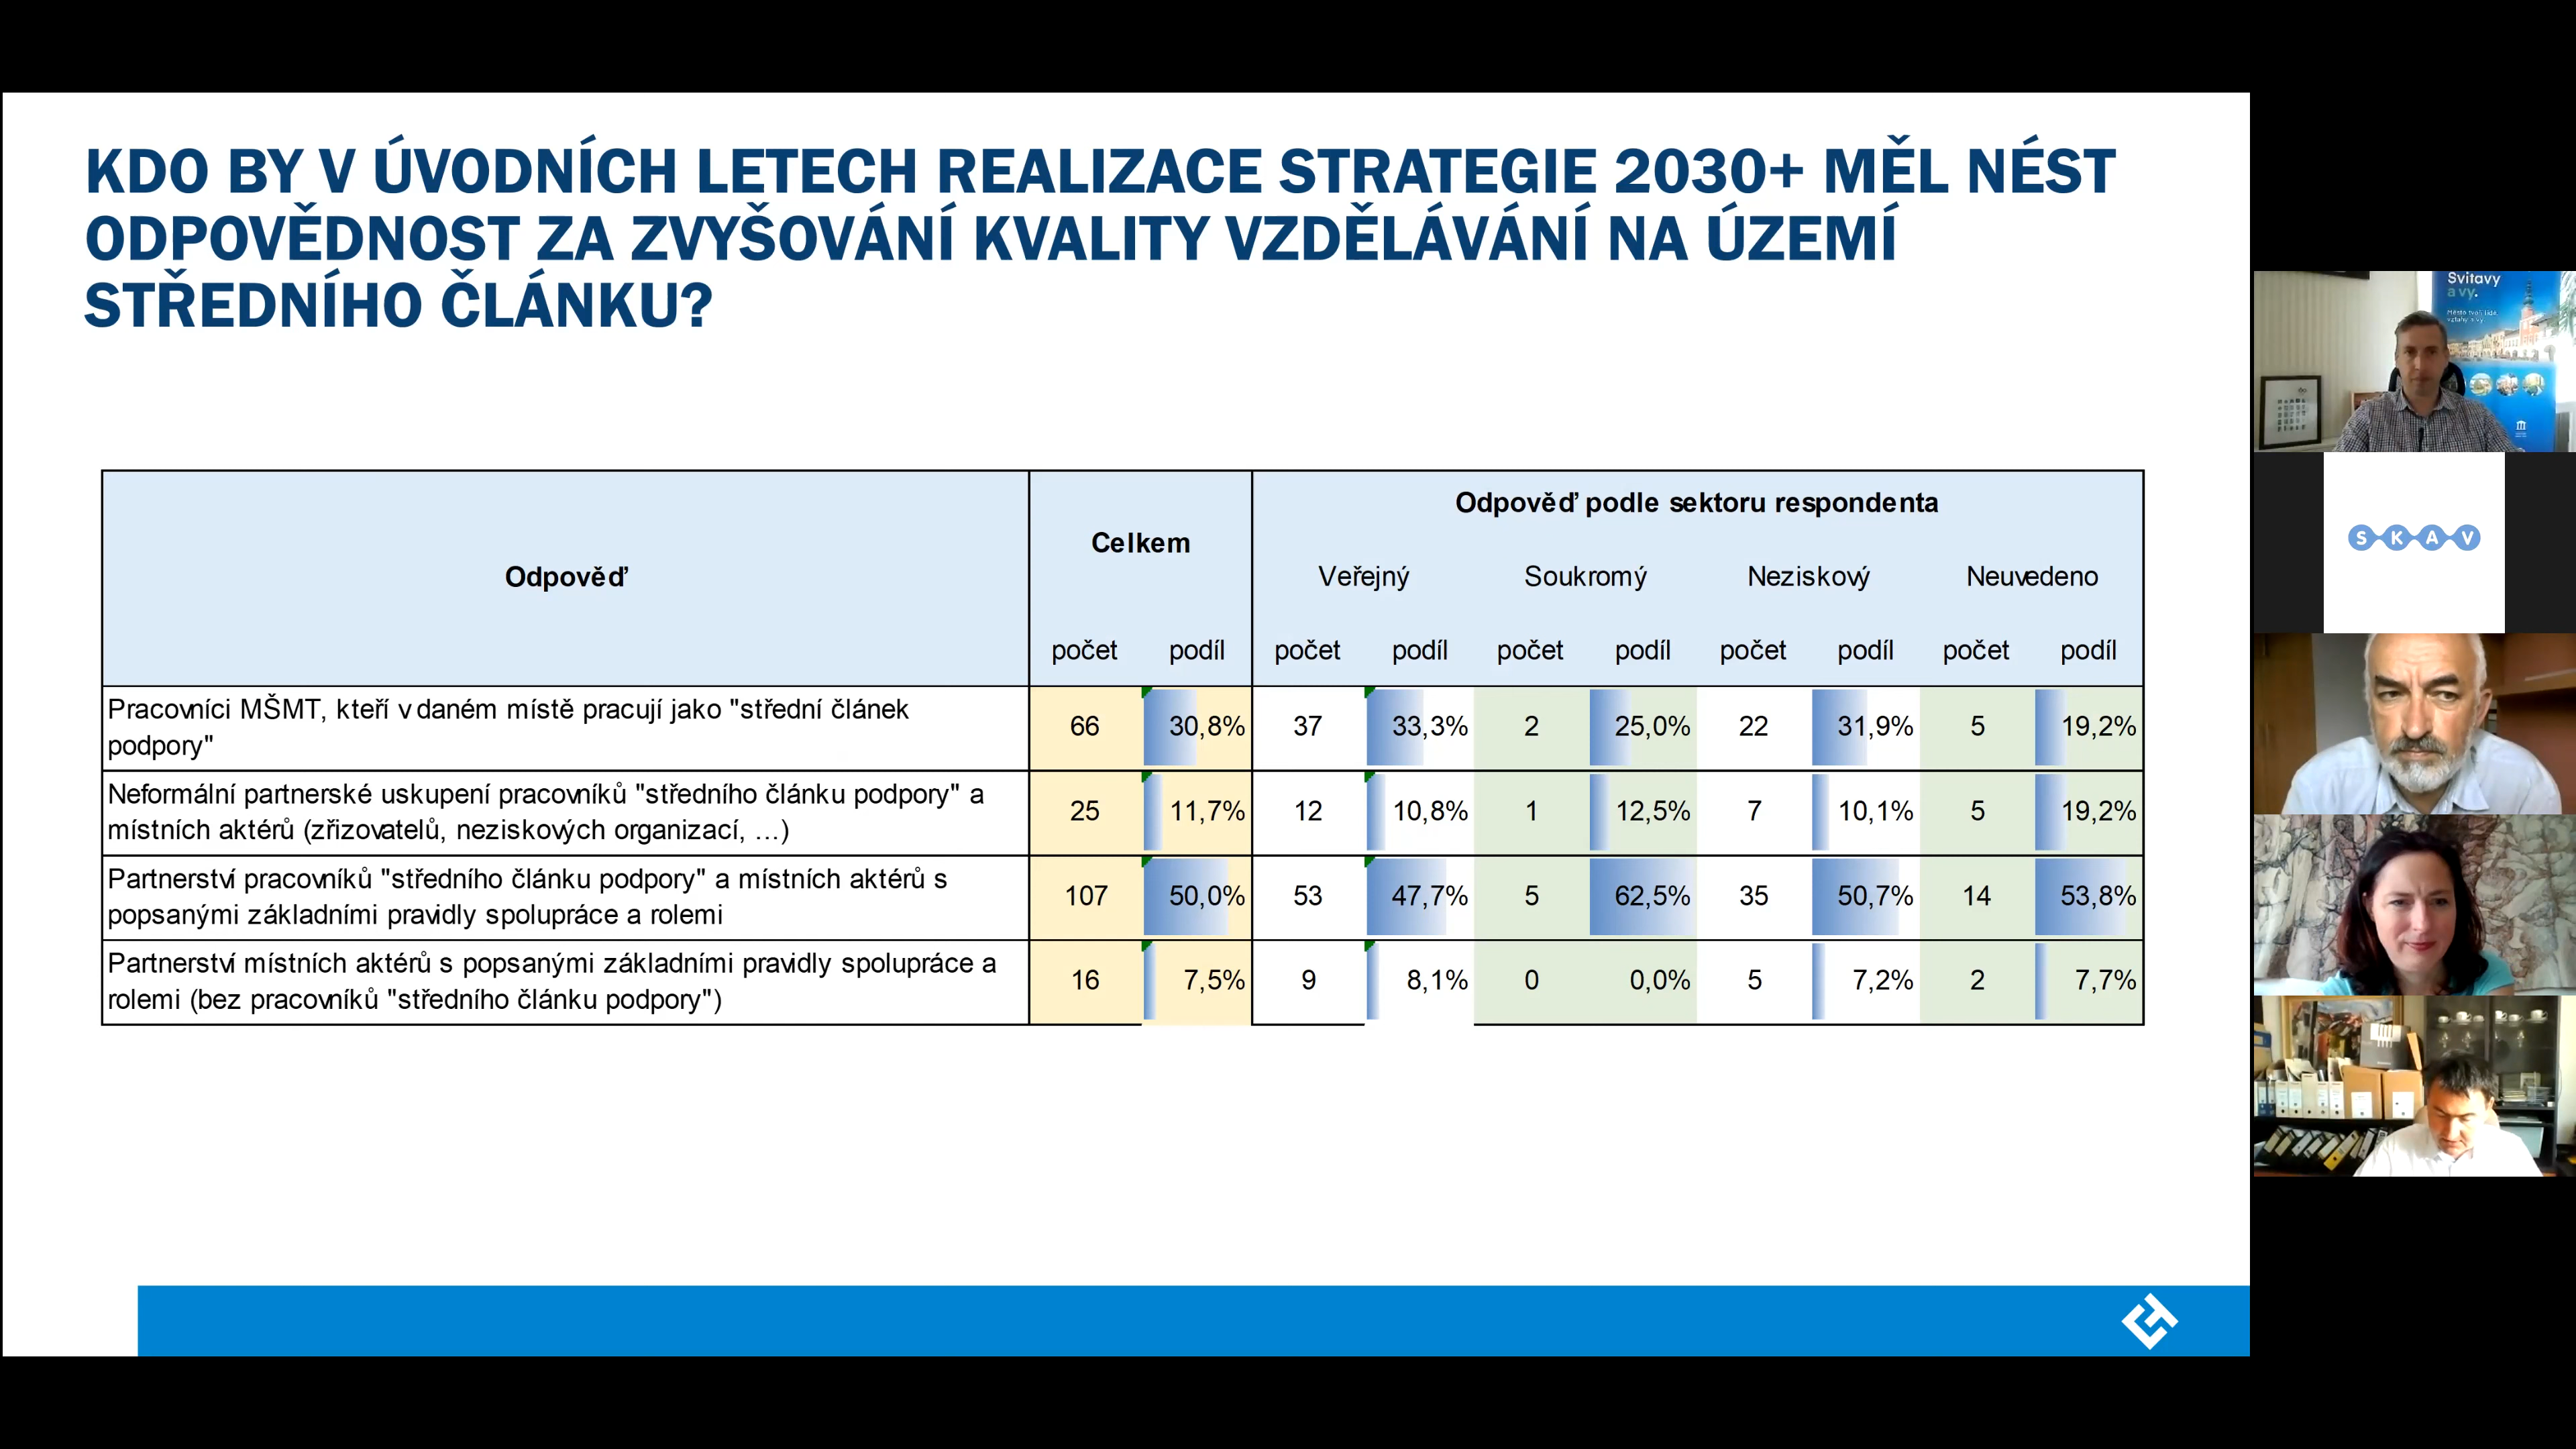 KDO BY V ÚVODNÍCH LETECH REALIZACE STRATEGIE 2030+ MĚL NÉST
ODPOVĚDNOST ZA ZVYŠOVÁNÍ KVALITY VZDĚLÁVÁNÍ NA ÚZEMÍ
STŘEDNÍHO ČLÁNKU?
Odpověď
Celkem
Odpověď podle sektoru respondenta
Veřejný Soukromý Neziskový Neuvedeno
počet podíl počet podíl počet podíl počet podíl počet podíl
Pracovníci MŠMT, kteří v daném místě pracují jako "střední článek
podpory"
66 30,8% 37 33,3% 2 25,0% 22 31,9% 5 19,2%
Neformální partnerské uskupení pracovníků "středního článku podpory" a
místních aktérů (zřizovatelů, neziskových organizací, …)
25 11,7% 12 10,8% 1 12,5% 7 10,1% 5 19,2%
Partnerství pracovníků "středního článku podpory" a místních aktérů s
popsanými základními pravidly spolupráce a rolemi
107 50,0% 53 47,7% 5 62,5% 35 50,7% 14 53,8%
Partnerství místních aktérů s popsanými základními pravidly spolupráce a
rolemi (bez pracovníků "středního článku podpory")
16 7,5% 9 8,1% 0 0,0% 5 7,2% 2 7,7%
Svitavy
a vy.
Město tvoří lidé,
SKAV